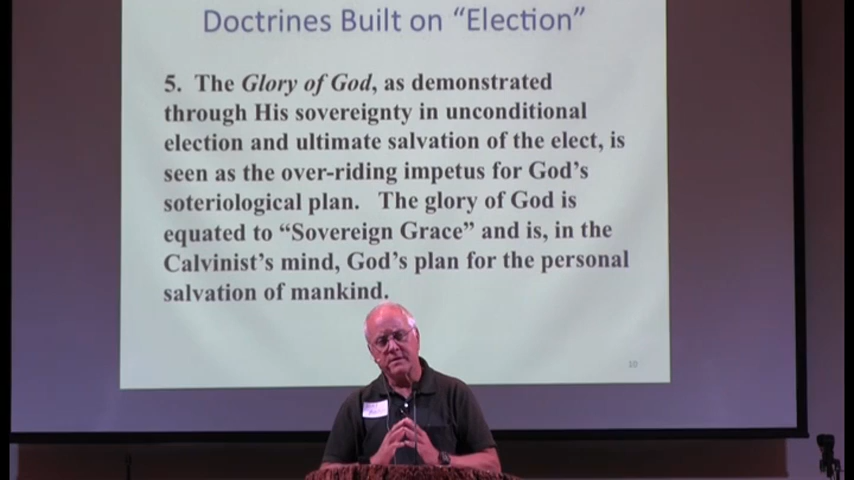 Doctrines Built on “Election”
5. The Glory of God, as demonstrated
through His sovereignty in unconditional
election and ultimate salvation of the elect, is
seen as the over-riding impetus for God’s
soteriological plan. The glory of God is
equated to “Sovereign Grace” and is, in the
Calvinist’s mind, God’s plan for the personal
salvation of mankind.
10